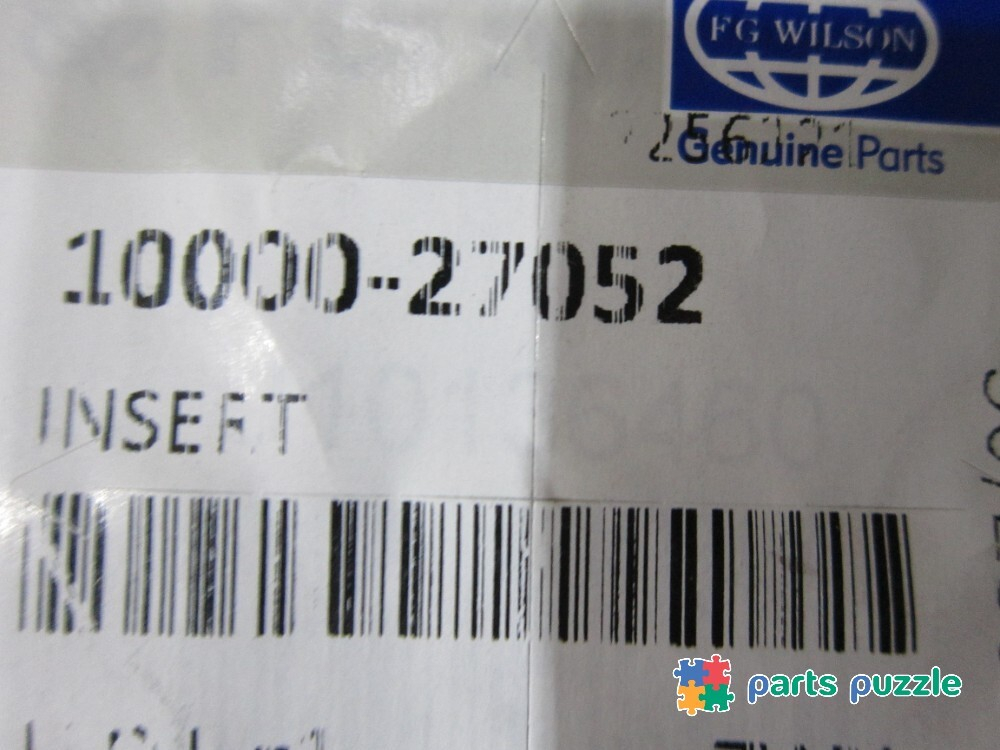 FG WILSON
Genuine Parts
10000-27052
INSERT
parts puzzle